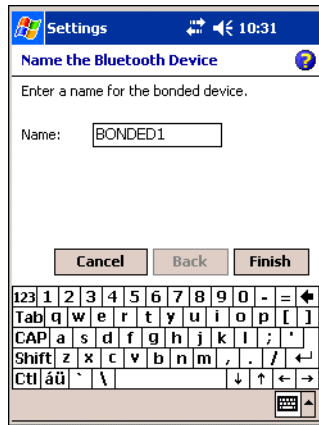 Settings 10:31
Name the Bluetooth Device ?
Enter a name for the bonded device.
Name: BONDED1
Cancel Back Finish
123 1 2 3 4 5 6 7 8 9 0 - =
Tab q w e r t y u i o p [ ]
CAP a s d f g h j k l ; '
Shift z x c v b n m , . /
Ctl áü ` \